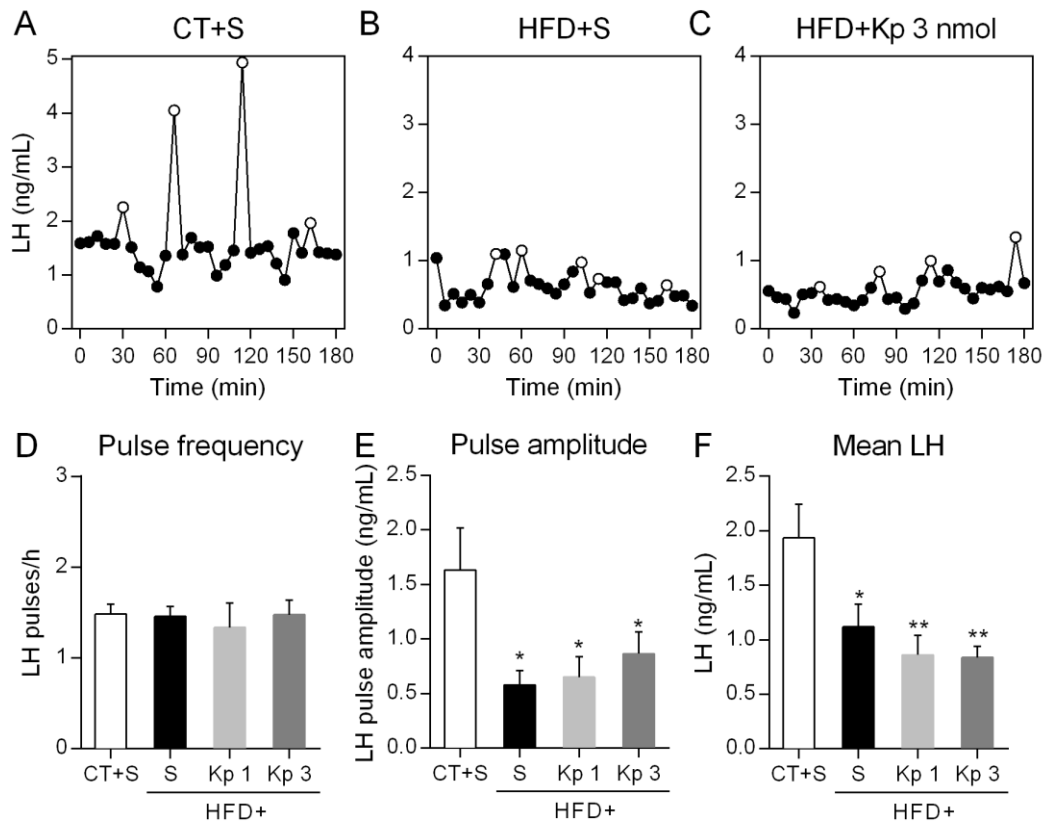 A CT+S
B HFD+S
C HFD+Kp 3 nmol
LH (ng/mL)
5
4
3
2
1
0
0 30 60 90 120 150 180
Time (min)
4
3
2
1
0
0 30 60 90 120 150 180
Time (min)
4
3
2
1
0
0 30 60 90 120 150 180
Time (min)
D Pulse frequency
LH pulses/h
3
2
1
0
CT+S S Kp 1 Kp 3
HFD+
E Pulse amplitude
LH pulse amplitude (ng/mL)
2.5
2.0
1.5
1.0
0.5
0.0
* * *
CT+S S Kp 1 Kp 3
HFD+
F Mean LH
LH (ng/mL)
2.5
2.0
1.5
1.0
0.5
0.0
* ** **
CT+S S Kp 1 Kp 3
HFD+